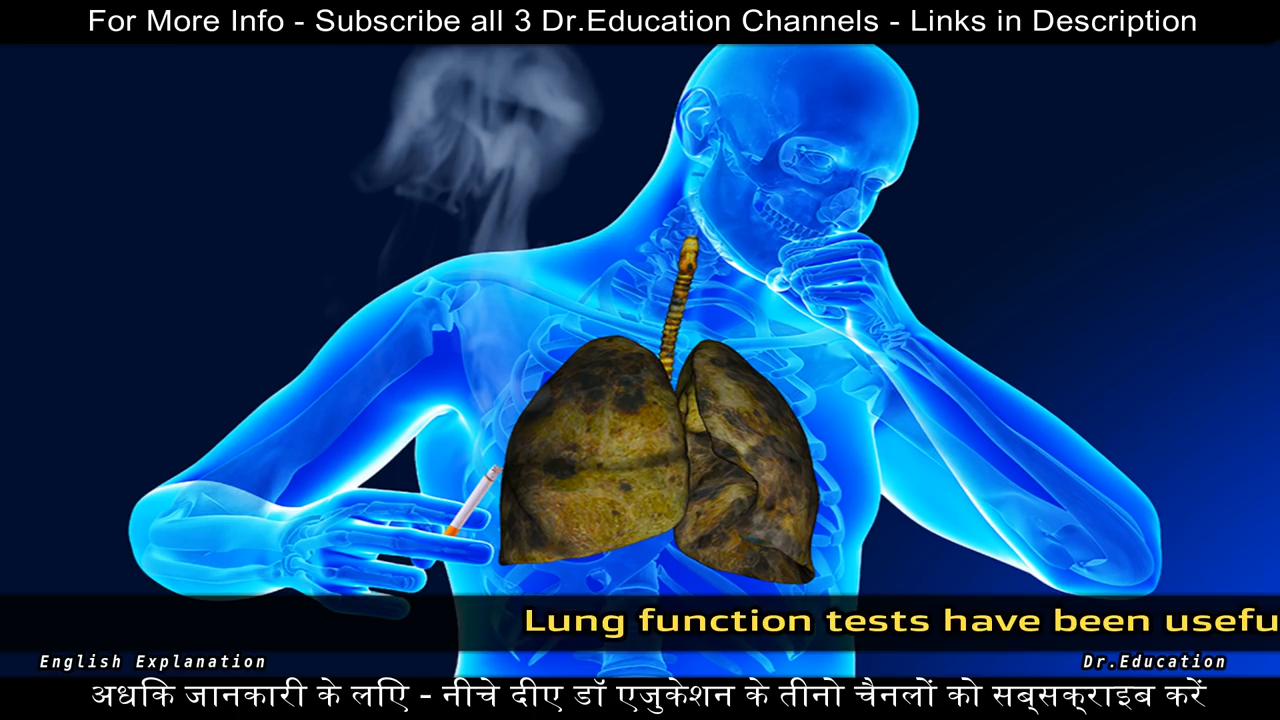 For More Info - Subscribe all 3 Dr.Education Channels - Links in Description
Lung function tests have been usefu
English Explanation
Dr.Education
अधकि जानकारी के लएि - नीचे दीए डॉ एजुकेशन के तीनो चैनलों को सब्सक्राइब करें